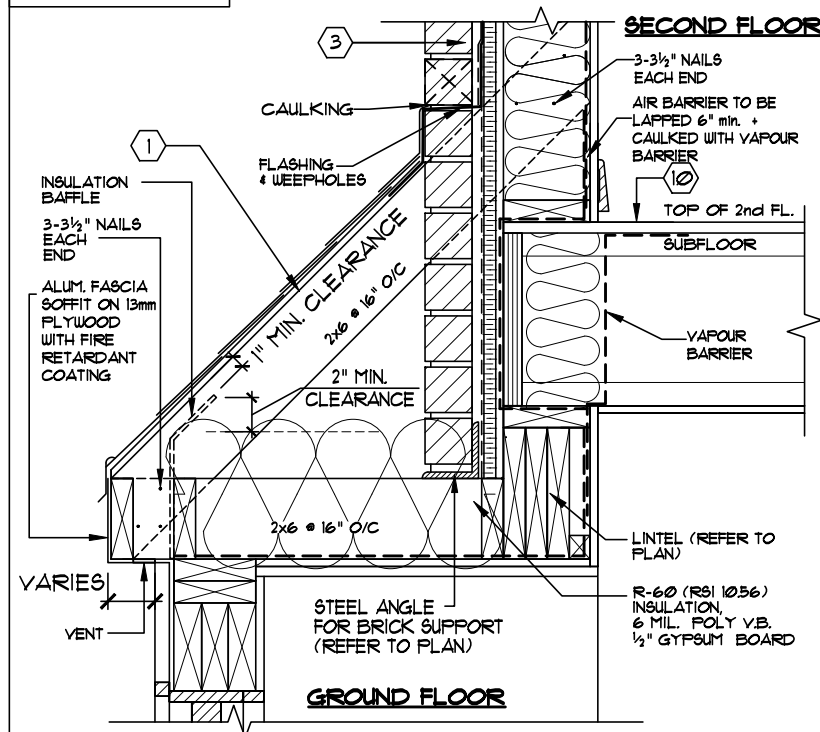 SECOND FLOOR
3
3-3½" NAILS
EACH END
CAULKING
AIR BARRIER TO BE
LAPPED 6" min. +
CAULKED WITH VAPOUR
BARRIER
1
FLASHING
& WEEPHOLES
10
INSULATION
BAFFLE
TOP OF 2nd FL.
3-3½" NAILS
EACH
END
SUBFLOOR
1" MIN. CLEARANCE
2x6 @ 16" O/C
ALUM. FASCIA
SOFFIT ON 13mm
PLYWOOD
WITH FIRE
RETARDANT
COATING
VAPOUR
BARRIER
2" MIN.
CLEARANCE
2x6 @ 16" O/C
LINTEL (REFER TO
PLAN)
VARIES
VENT
STEEL ANGLE
FOR BRICK SUPPORT
(REFER TO PLAN)
R-60 (RSI 10.56)
INSULATION,
6 MIL. POLY V.B.
½" GYPSUM BOARD
GROUND FLOOR